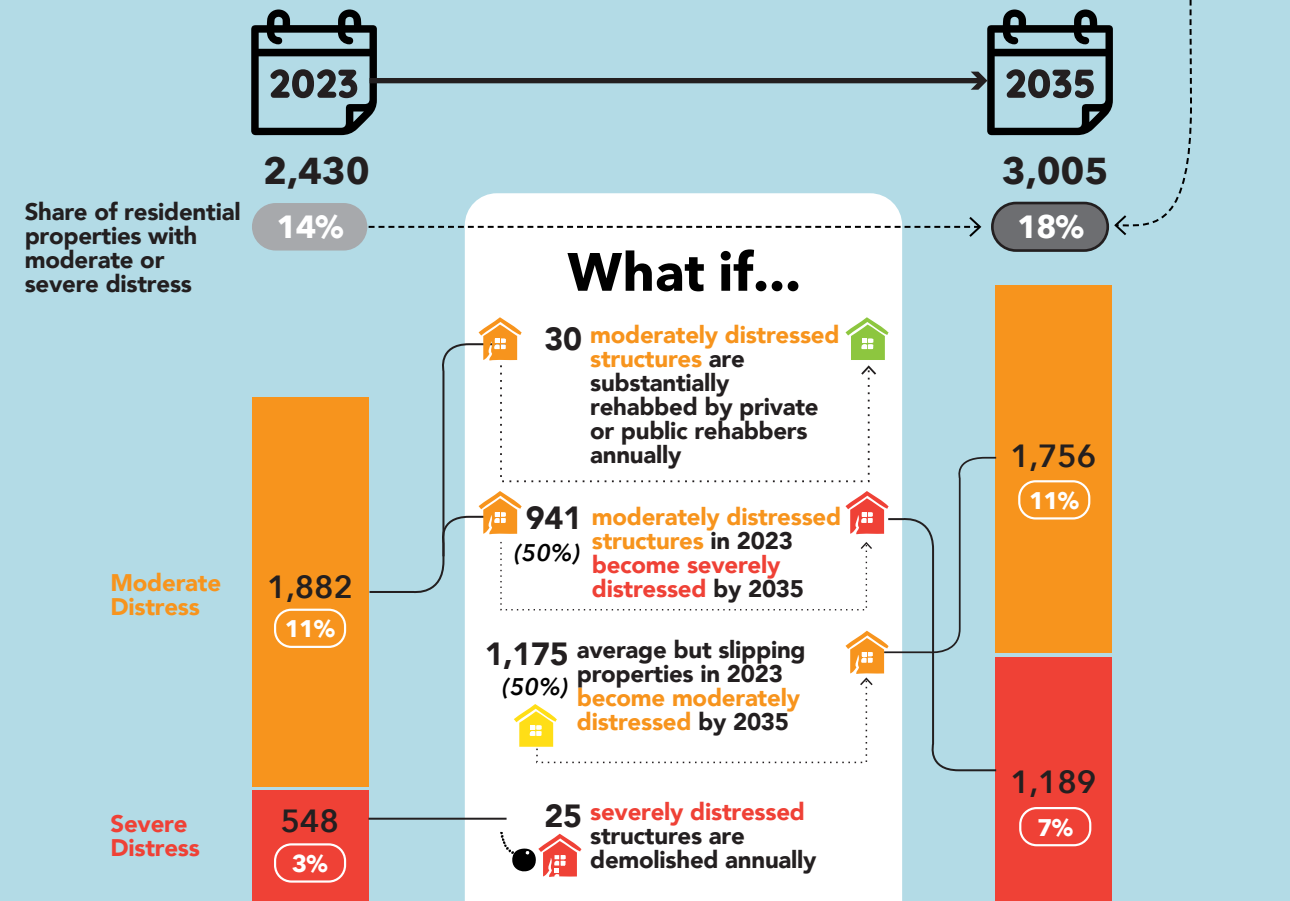 2023
2035
2,430
3,005
Share of residential
properties with
moderate or
severe distress
14%
18%
What if...
30 moderately distressed
structures are
substantially
rehabbed by private
or public rehabbers
annually
941 moderately distressed
(50%) structures in 2023
become severely
distressed by 2035
1,175 average but slipping
(50%) properties in 2023
become moderately
distressed by 2035
25 severely distressed
structures are
demolished annually
Moderate
Distress
1,882
11%
Severe
Distress
548
3%
1,756
11%
1,189
7%